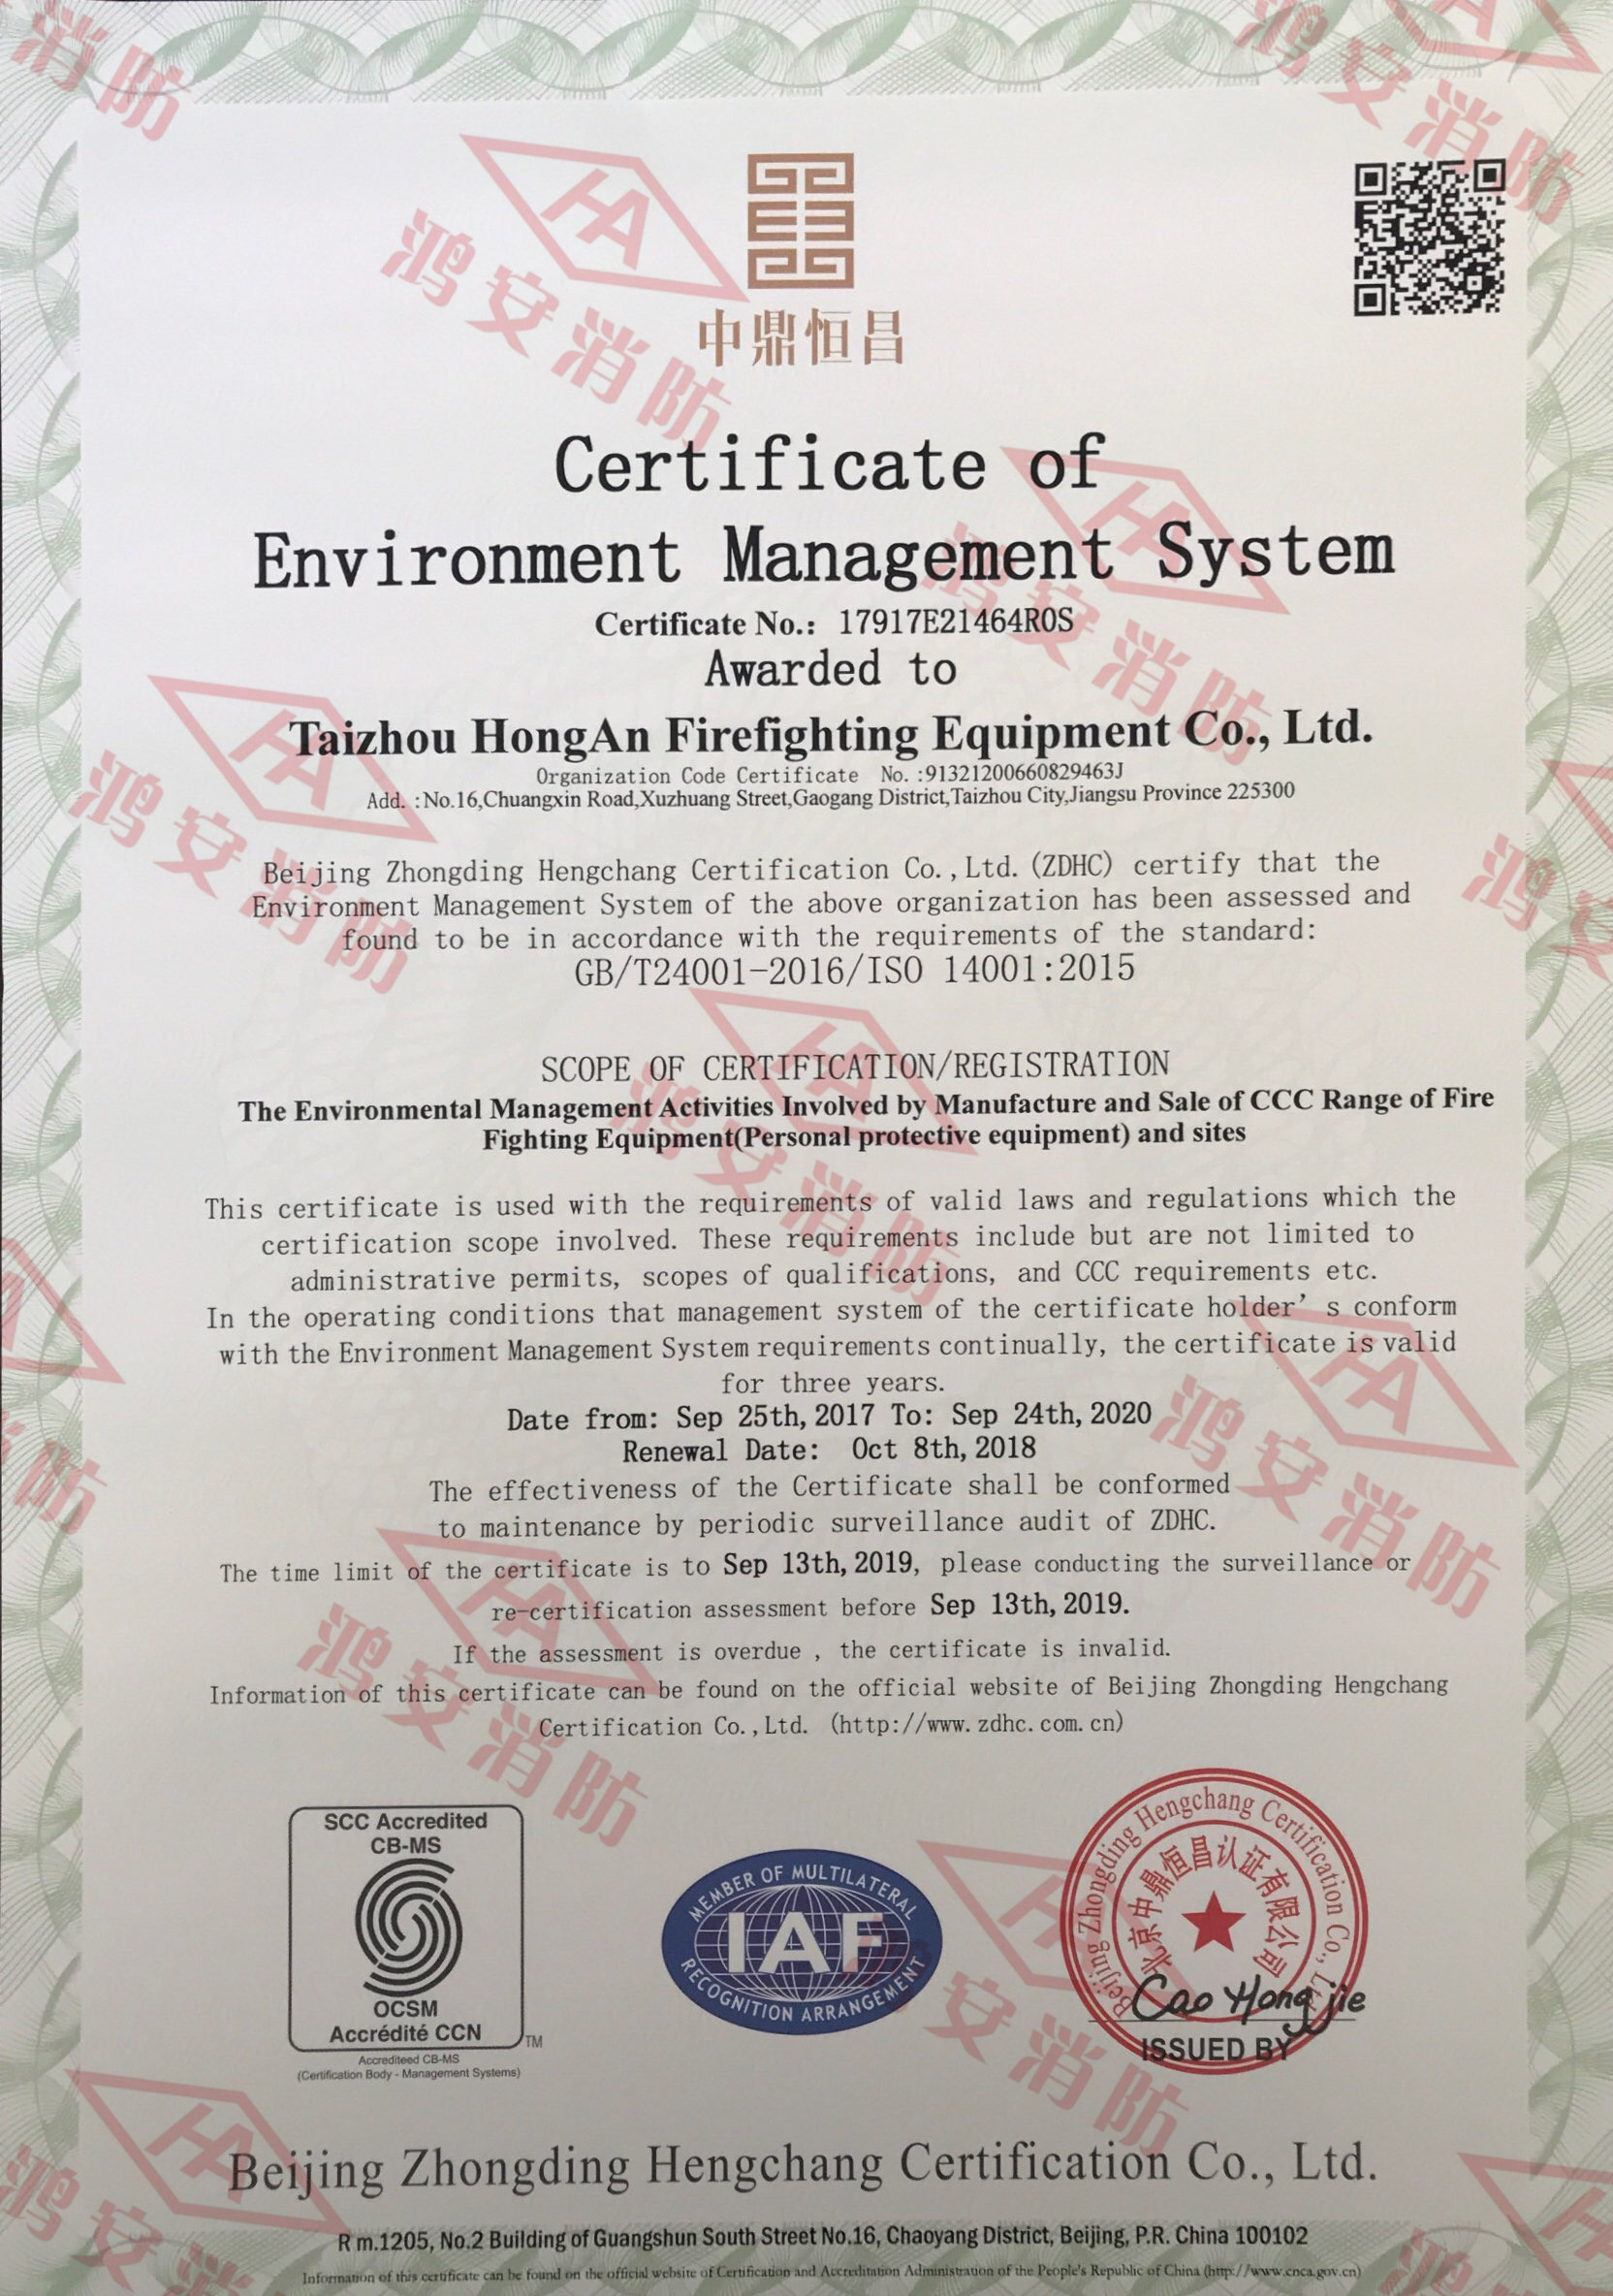 中鼎恒昌
Certificate of
Environment Management System
Certificate No.: 17917E21464R0S
Awarded to
Taizhou HongAn Firefighting Equipment Co., Ltd.
Organization Code Certificate No. :91321200660829463J
Add. :No.16,Chuangxin Road,Xuzhuang Street,Gaogang District,Taizhou City,Jiangsu Province 225300
Beijing Zhongding Hengchang Certification Co.,Ltd. (ZDHC) certify that the
Environment Management System of the above organization has been assessed and
found to be in accordance with the requirements of the standard:
GB/T24001-2016/ISO 14001:2015
SCOPE OF CERTIFICATION/REGISTRATION
The Environmental Management Activities Involved by Manufacture and Sale of CCC Range of Fire
Fighting Equipment(Personal protective equipment) and sites
This certificate is used with the requirements of valid laws and regulations which the
certification scope involved. These requirements include but are not limited to
administrative permits, scopes of qualifications, and CCC requirements etc.
In the operating conditions that management system of the certificate holder's conform
with the Environment Management System requirements continually, the certificate is valid
for three years.
Date from: Sep 25th, 2017 To: Sep 24th, 2020
Renewal Date: Oct 8th, 2018
The effectiveness of the Certificate shall be conformed
to maintenance by periodic surveillance audit of ZDHC.
The time limit of the certificate is to Sep 13th, 2019, please conducting the surveillance or
re-certification assessment before Sep 13th, 2019.
If the assessment is overdue , the certificate is invalid.
Information of this certificate can be found on the official website of Beijing Zhongding Hengchang
Certification Co.,Ltd. (http://www.zdhc.com.cn)
SCC Accredited
CB-MS
OCSM
Accrédité CCN
TM
Accrediteed CB-MS
(Certification Body - Management Systems)
MEMBER OF MULTILATERAL
IAF
RECOGNITION ARRANGEMENT
Beijing Zhongding Hengchang Certification Co., Ltd
北京中鼎恒昌认证有限公司
Cao Hongjie
ISSUED BY
Beijing Zhongding Hengchang Certification Co., Ltd.
R m.1205, No.2 Building of Guangshun South Street No.16, Chaoyang District, Beijing, P.R. China 100102
Information of this certificate can be found on the official website of Certification and Accreditation Administration of the People's Republic of China (http://www.cnca.gov.cn)
HA
鸿安消防